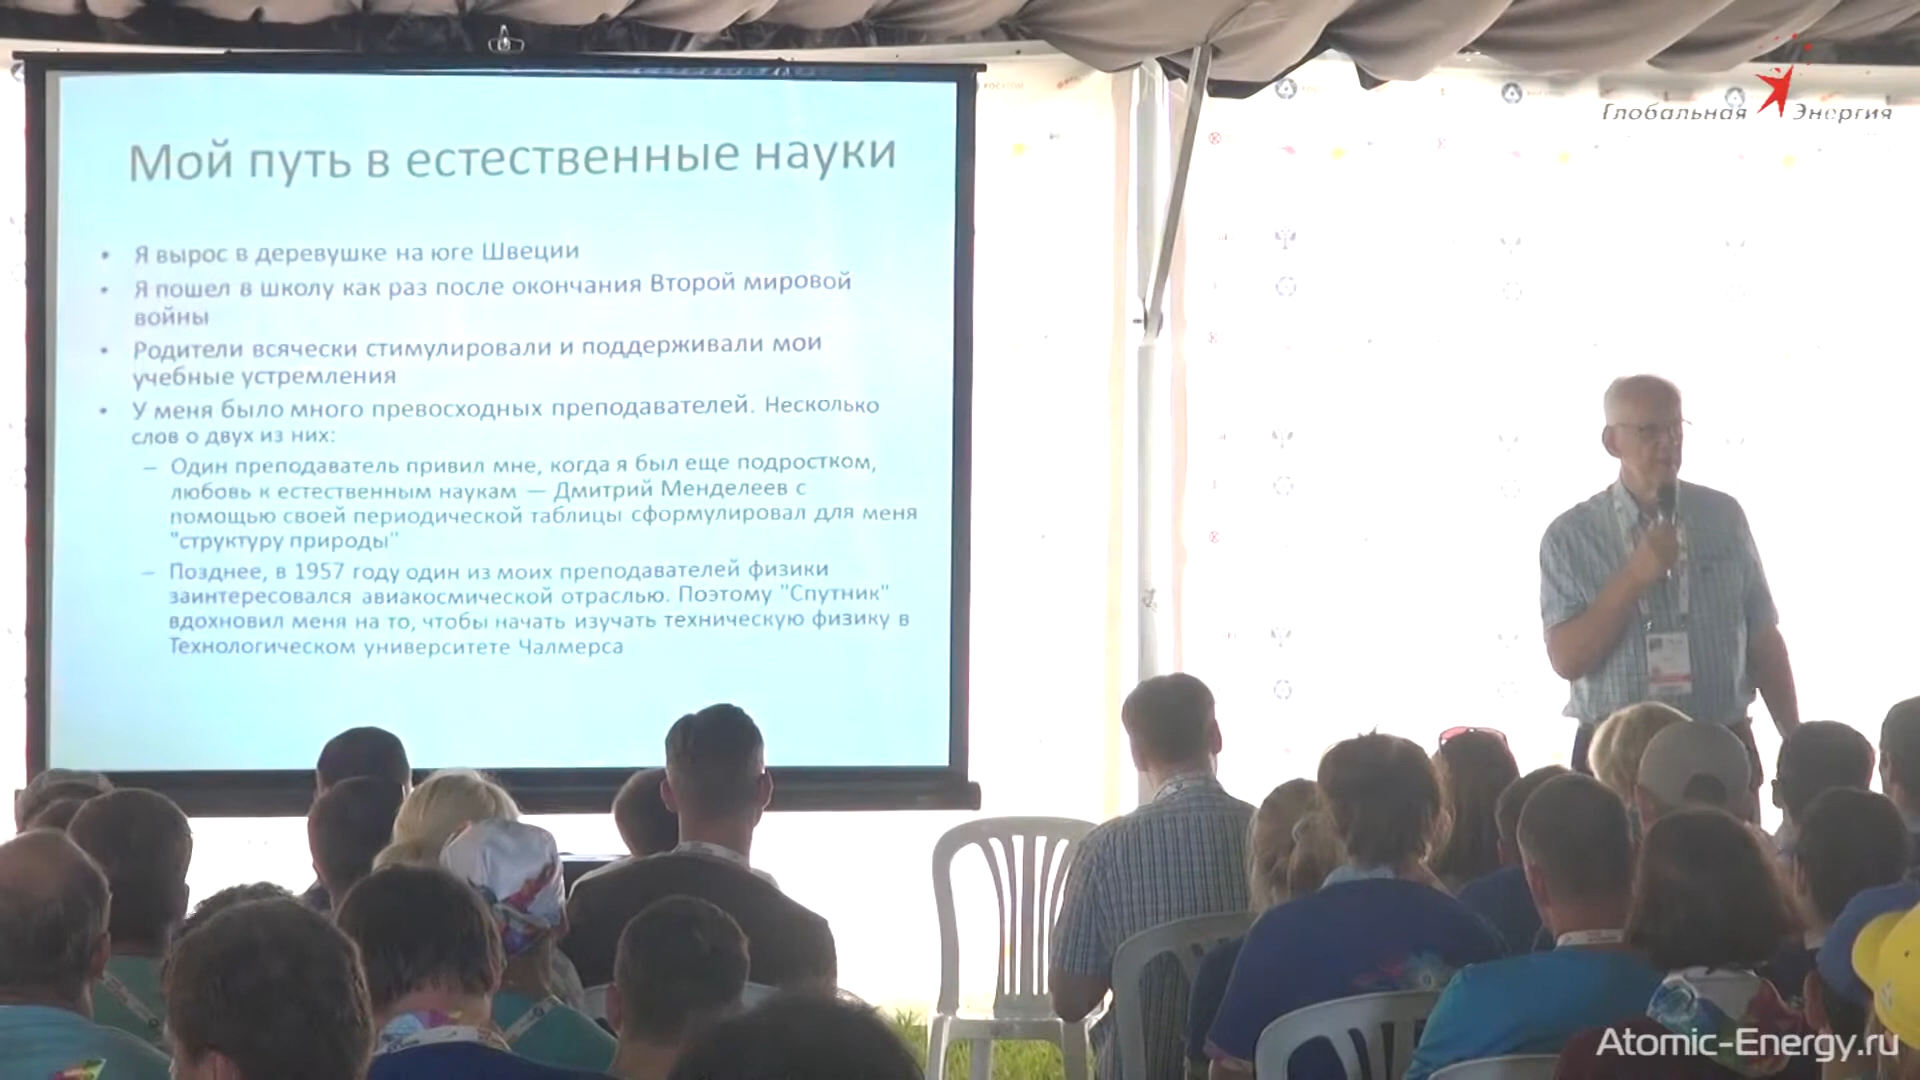 Мой путь в естественные науки
• Я вырос в деревушке на юге Швеции
• Я пошел в школу как раз после окончания Второй мировой
войны
• Родители всячески стимулировали и поддерживали мои
учебные устремления
• У меня было много превосходных преподавателей. Несколько
слов о двух из них:
– Один преподаватель привил мне, когда я был еще подростком,
любовь к естественным наукам — Дмитрий Менделеев с
помощью своей периодической таблицы сформулировал для меня
"структуру природы"
– Позднее, в 1957 году один из моих преподавателей физики
заинтересовался авиакосмической отраслью. Поэтому "Спутник"
вдохновил меня на то, чтобы начать изучать техническую физику в
Технологическом университете Чалмерса
Глобальная Энергия
Atomic-Energy.ru